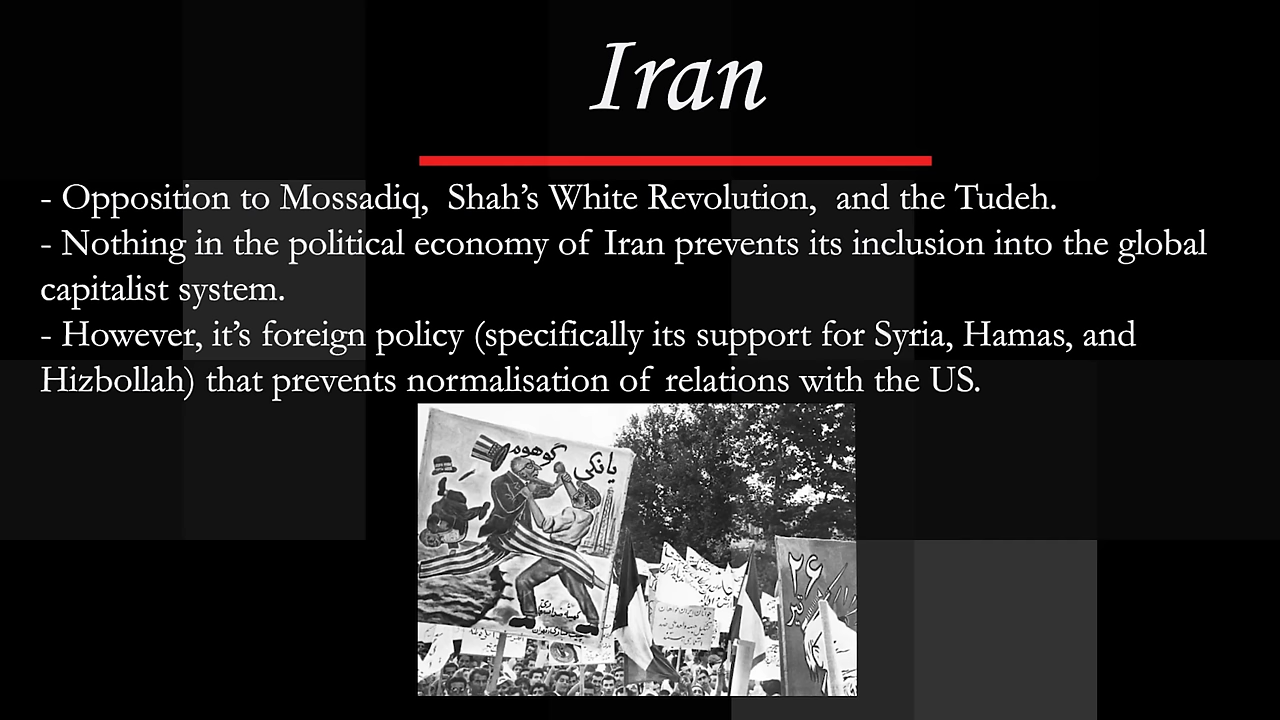 Iran
- Opposition to Mossadiq, Shah’s White Revolution, and the Tudeh.
- Nothing in the political economy of Iran prevents its inclusion into the global
capitalist system.
- However, it’s foreign policy (specifically its support for Syria, Hamas, and
Hizbollah) that prevents normalisation of relations with the US.
یانکی گوهوم
۲۶